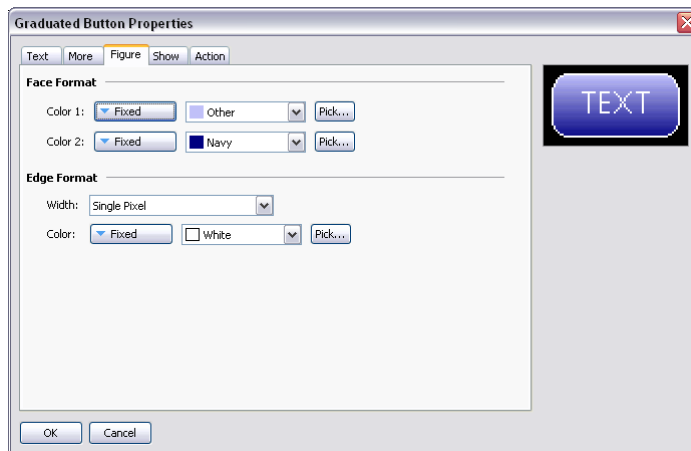 Graduated Button Properties
Text More Figure Show Action
Face Format
Color 1: Fixed Other Pick...
TEXT
Color 2: Fixed Navy Pick...
Edge Format
Width: Single Pixel
Color: Fixed White Pick...
OK Cancel